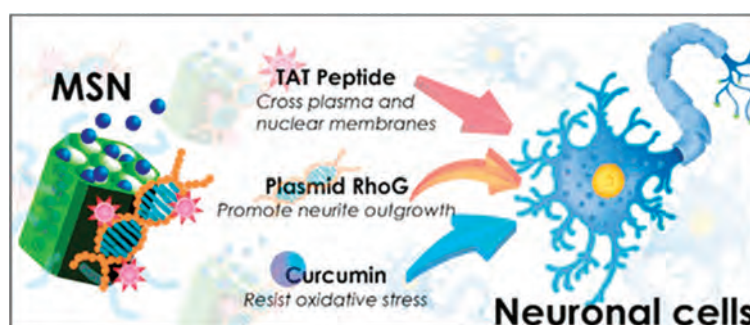 MSN
TAT Peptide
Cross plasma and
nuclear membranes
Plasmid RhoG
Promote neurite outgrowth
Curcumin
Resist oxidative stress
Neuronal cells